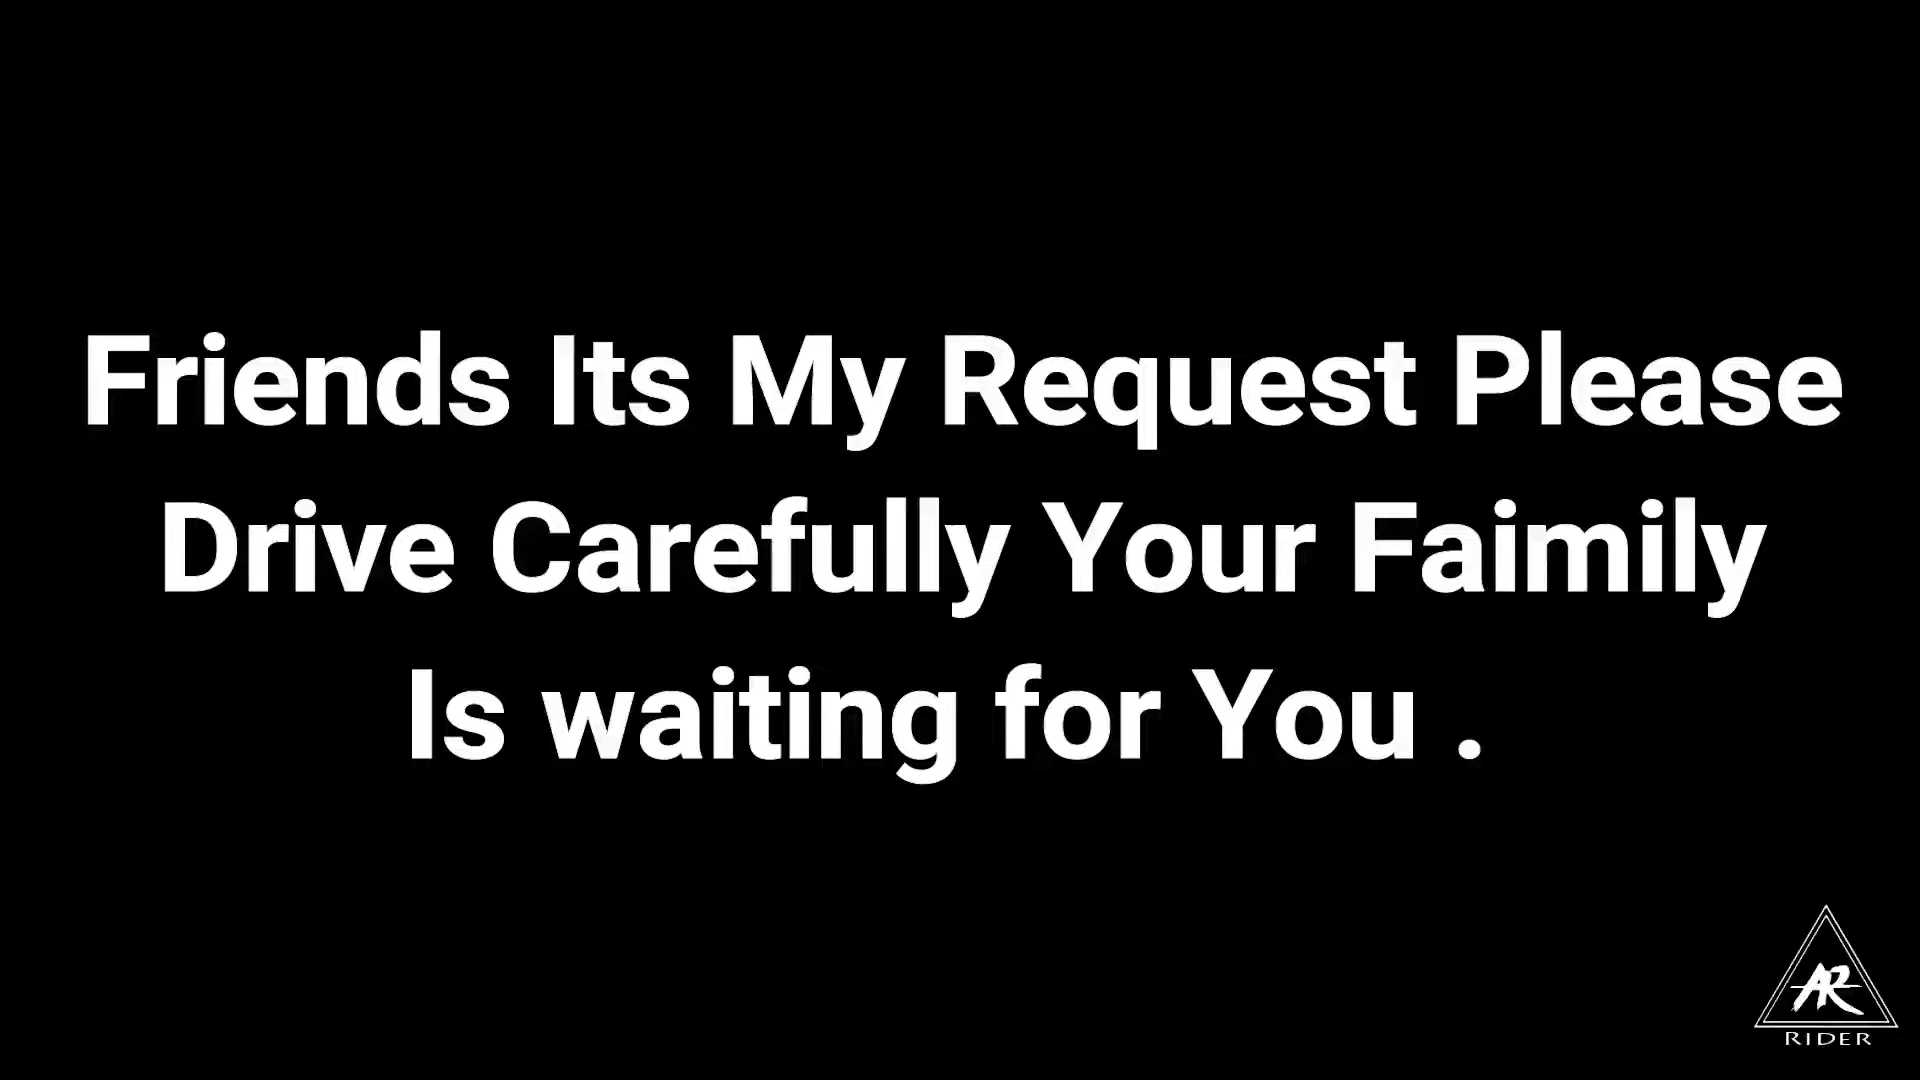 Friends Its My Request Please
Drive Carefully Your Faimily
Is waiting for You .
AR
RIDER